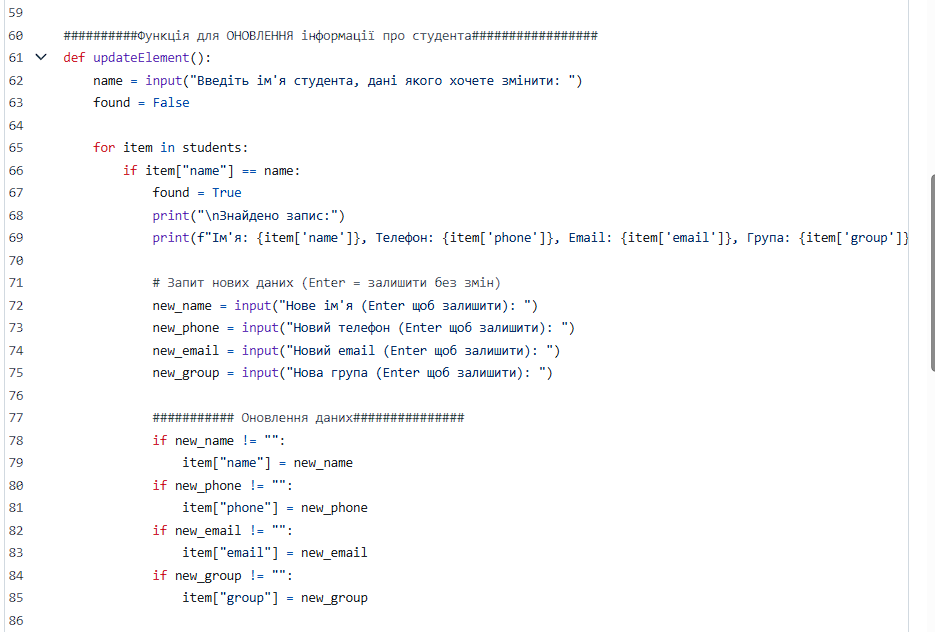 59
60 ##########Функція для ОНОВЛЕННЯ інформації про студента#################
61 def updateElement():
62 name = input("Введіть ім'я студента, дані якого хочете змінити: ")
63 found = False
64
65 for item in students:
66 if item["name"] == name:
67 found = True
68 print("\nЗнайдено запис:")
69 print(f"Ім'я: {item['name']}, Телефон: {item['phone']}, Email: {item['email']}, Група: {item['group']}
70
71 # Запит нових даних (Enter = залишити без змін)
72 new_name = input("Нове ім'я (Enter щоб залишити): ")
73 new_phone = input("Новий телефон (Enter щоб залишити): ")
74 new_email = input("Новий email (Enter щоб залишити): ")
75 new_group = input("Нова група (Enter щоб залишити): ")
76
77 ########### Оновлення даних###############
78 if new_name != "":
79 item["name"] = new_name
80 if new_phone != "":
81 item["phone"] = new_phone
82 if new_email != "":
83 item["email"] = new_email
84 if new_group != "":
85 item["group"] = new_group
86